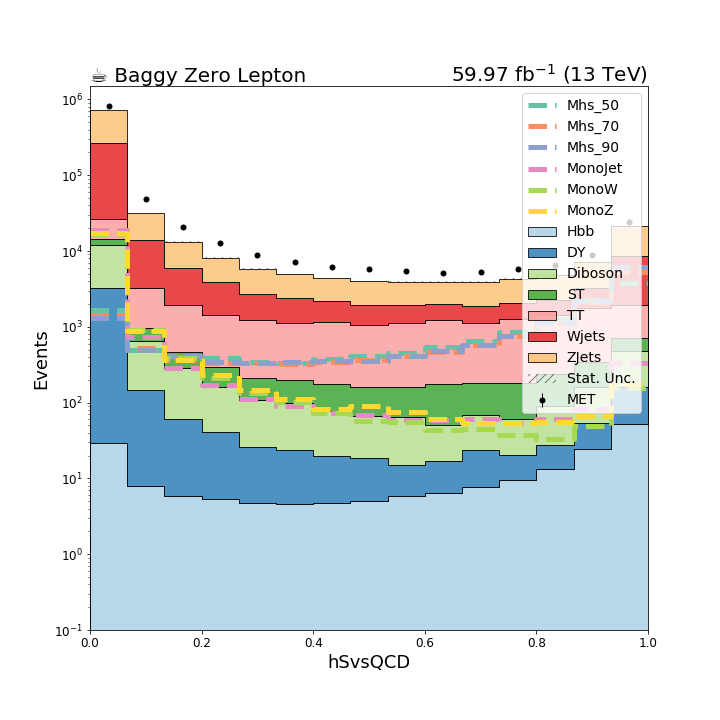 ☕ Baggy Zero Lepton
59.97 fb⁻¹ (13 TeV)
Events
10⁶
10⁵
10⁴
10³
10²
10¹
10⁰
10⁻¹
Mhs_50
Mhs_70
Mhs_90
MonoJet
MonoW
MonoZ
Hbb
DY
Diboson
ST
TT
Wjets
ZJets
Stat. Unc.
MET
0.0 0.2 0.4 0.6 0.8 1.0
hSvsQCD